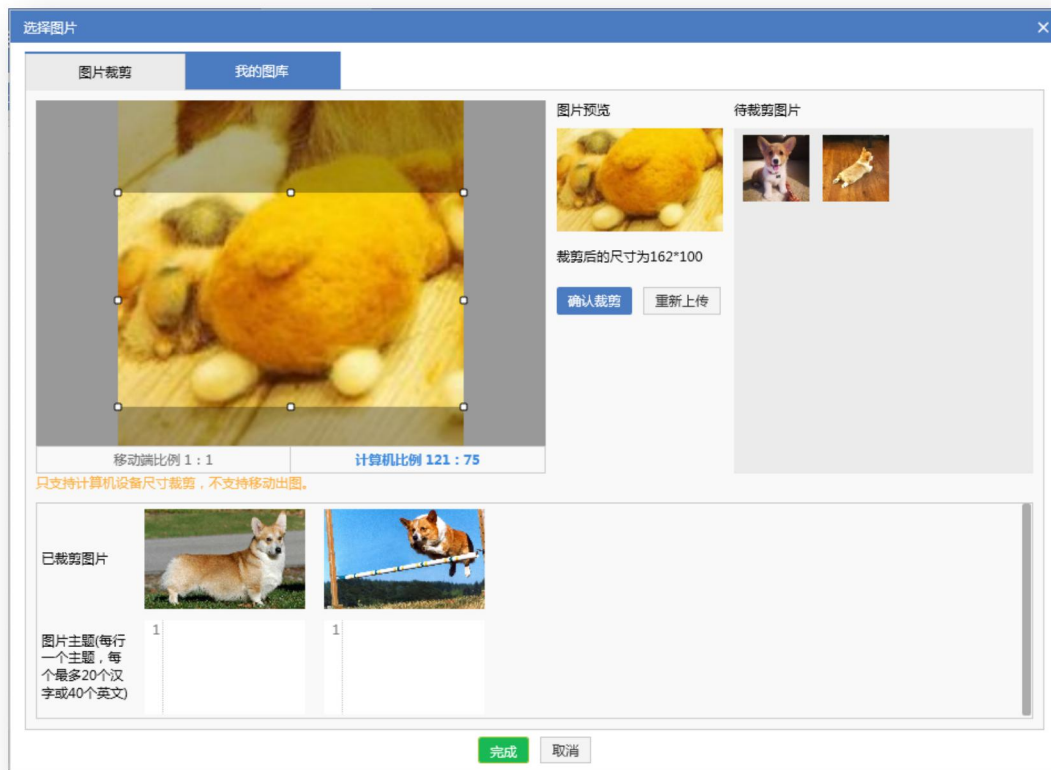 选择图片
图片裁剪
我的图库
图片预览
待裁剪图片
裁剪后的尺寸为162*100
确认裁剪
重新上传
移动端比例 1：1
计算机比例 121：75
只支持计算机设备尺寸裁剪，不支持移动出图。
已裁剪图片
1
1
图片主题(每行
一个主题，每
个最多20个汉
字或40个英文)
完成
取消